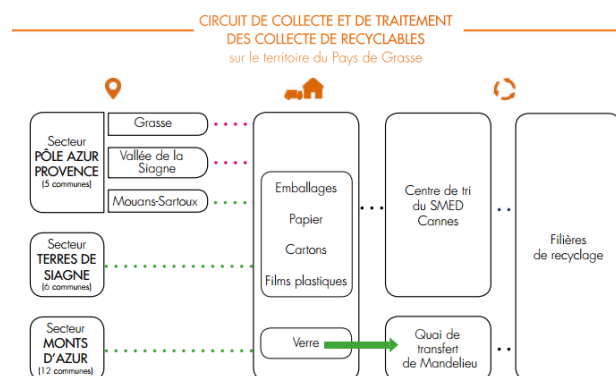 CIRCUIT DE COLLECTE ET DE TRAITEMENT
DES COLLECTE DE RECYCLABLES
sur le territoire du Pays de Grasse
Secteur
PÔLE AZUR
PROVENCE
(5 communes)
Grasse
Vallée de la
Siagne
Mouans-Sartoux
Secteur
TERRES DE
SIAGNE
(6 communes)
Secteur
MONTS
D'AZUR
(12 communes)
Emballages
Papier
Cartons
Films plastiques
Verre
Centre de tri
du SMED
Cannes
Quai de
transfert
de Mandelieu
Filières
de recyclage